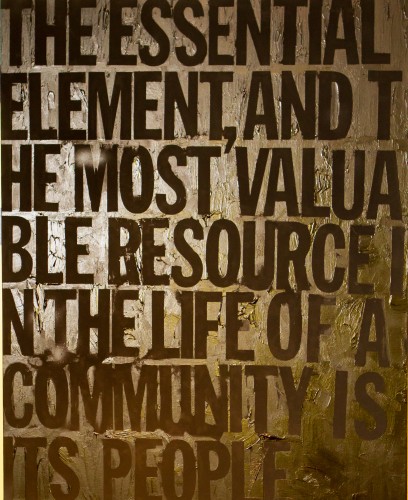 THE ESSENTIAL
ELEMENT, AND T
HE MOST VALUA
BLE RESOURCE I
N THE LIFE OF A
COMMUNITY IS
ITS PEOPLE